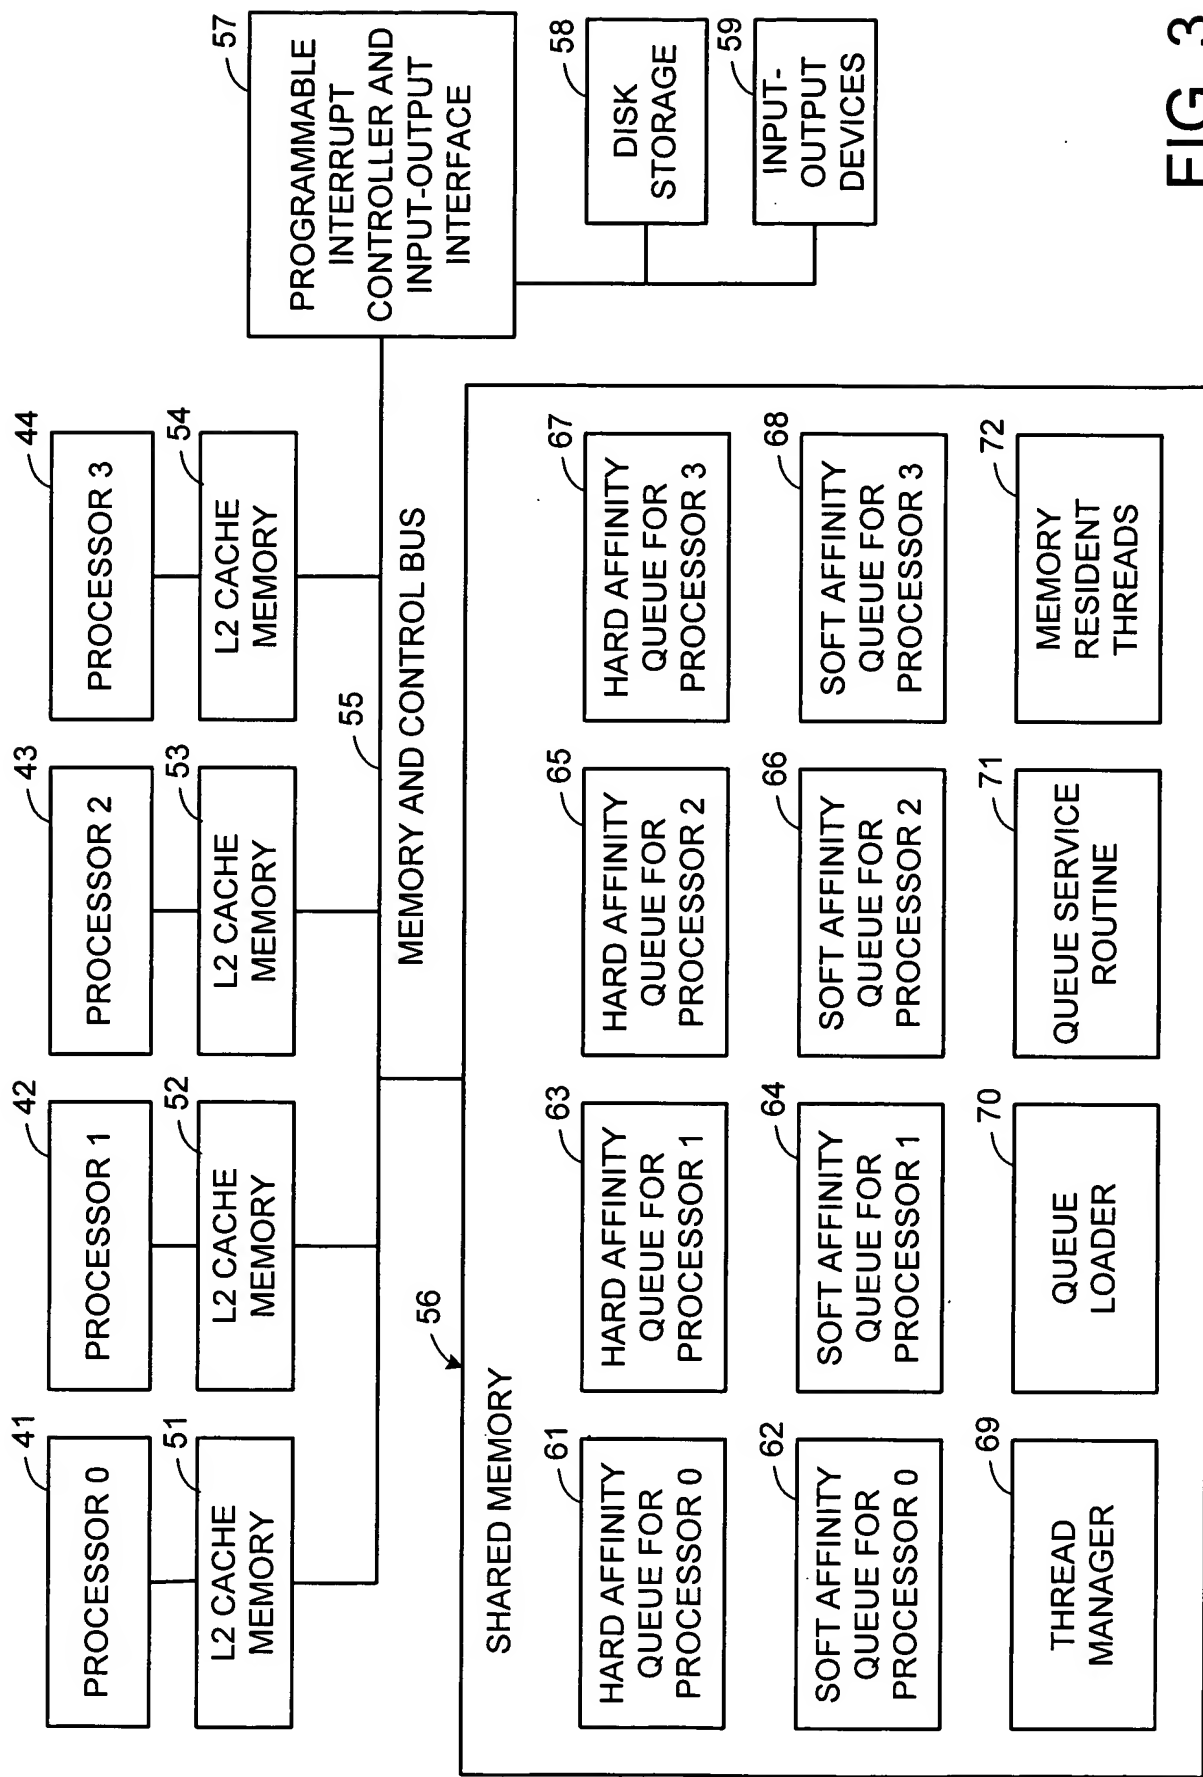 41
PROCESSOR 0
42
PROCESSOR 1
43
PROCESSOR 2
44
PROCESSOR 3
51
L2 CACHE
MEMORY
52
L2 CACHE
MEMORY
53
L2 CACHE
MEMORY
54
L2 CACHE
MEMORY
57
PROGRAMMABLE
INTERRUPT
CONTROLLER AND
INPUT-OUTPUT
INTERFACE
55
MEMORY AND CONTROL BUS
58
DISK
STORAGE
59
INPUT-
OUTPUT
DEVICES
56
SHARED MEMORY
61
HARD AFFINITY
QUEUE FOR
PROCESSOR 0
63
HARD AFFINITY
QUEUE FOR
PROCESSOR 1
65
HARD AFFINITY
QUEUE FOR
PROCESSOR 2
67
HARD AFFINITY
QUEUE FOR
PROCESSOR 3
62
SOFT AFFINITY
QUEUE FOR
PROCESSOR 0
64
SOFT AFFINITY
QUEUE FOR
PROCESSOR 1
66
SOFT AFFINITY
QUEUE FOR
PROCESSOR 2
68
SOFT AFFINITY
QUEUE FOR
PROCESSOR 3
69
THREAD
MANAGER
70
QUEUE
LOADER
71
QUEUE SERVICE
ROUTINE
72
MEMORY
RESIDENT
THREADS
FIG. 3